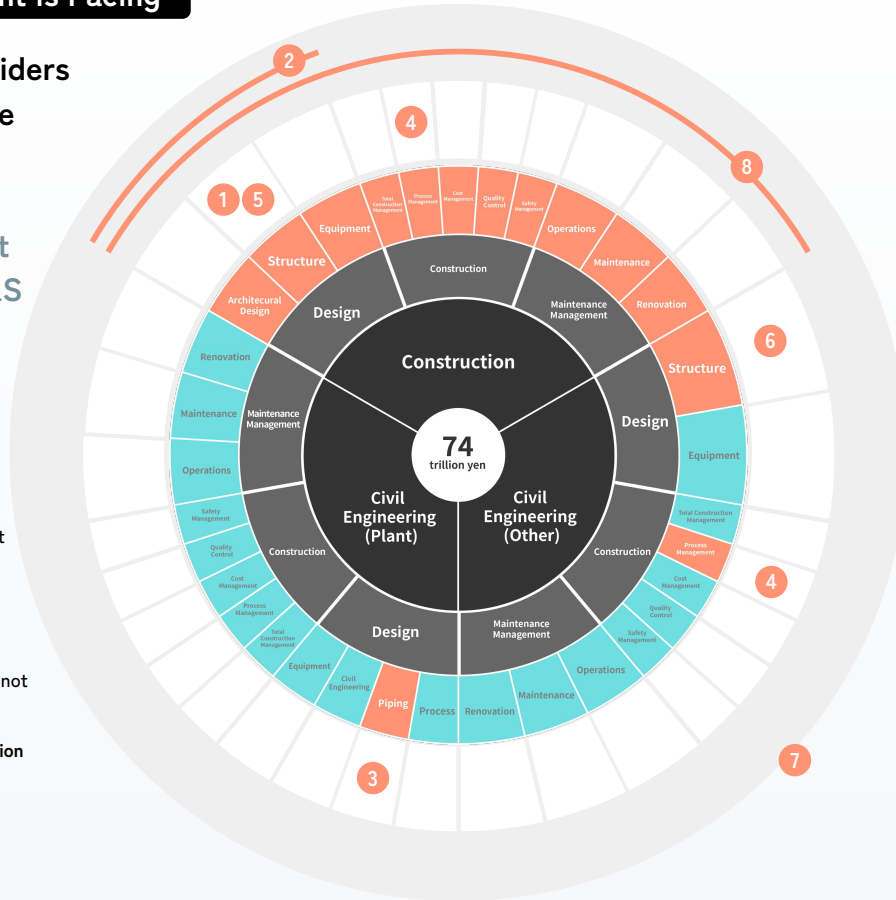 nt is Facing
iders
e
t
s
t
not
ion
2
4
8
1
5
6
4
7
3
74
trillion yen
Construction
Civil
Engineering
(Plant)
Civil
Engineering
(Other)
Design
Construction
Maintenance
Management
Design
Construction
Maintenance
Management
Design
Construction
Maintenance
Management
Architecural
Design
Structure
Equipment
Total
Construction
Management
Process
Management
Cost
Management
Quality
Control
Safety
Management
Operations
Maintenance
Renovation
Structure
Equipment
Total Construction
Management
Process
Management
Cost
Management
Quality
Control
Safety
Management
Operations
Maintenance
Renovation
Process
Piping
Civil
Engineering
Equipment
Total
Construction
Management
Process
Management
Cost
Management
Quality
Control
Safety
Management
Operations
Maintenance
Renovation